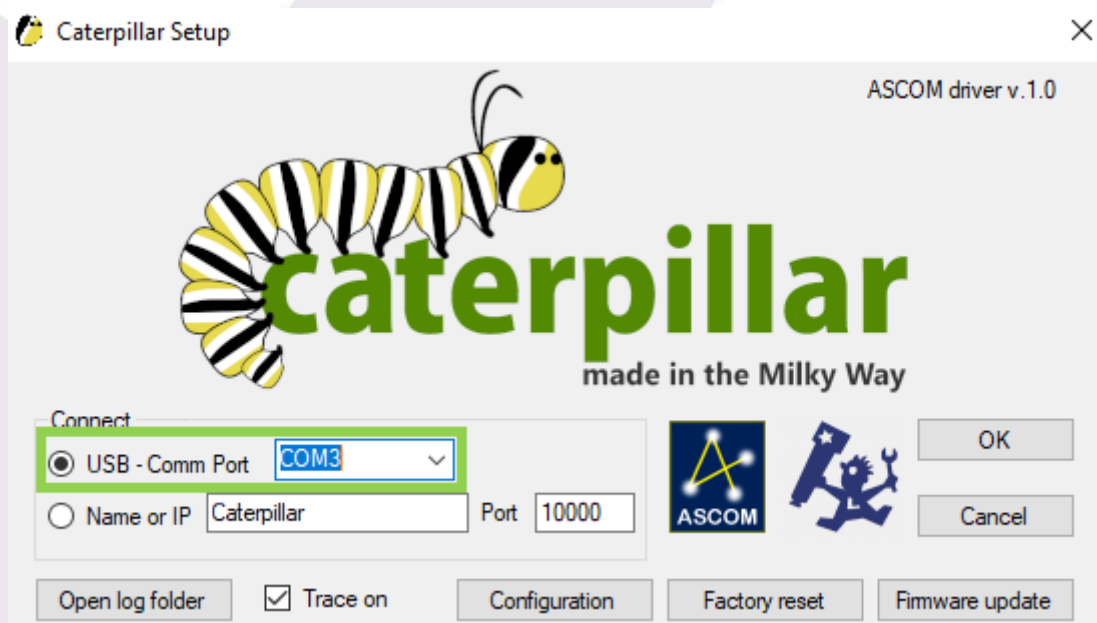 Caterpillar Setup
ASCOM driver v.1.0
caterpillar
made in the Milky Way
Connect
USB - Comm Port COM3
Name or IP Caterpillar Port 10000
ASCOM
OK
Cancel
Open log folder Trace on Configuration Factory reset Firmware update